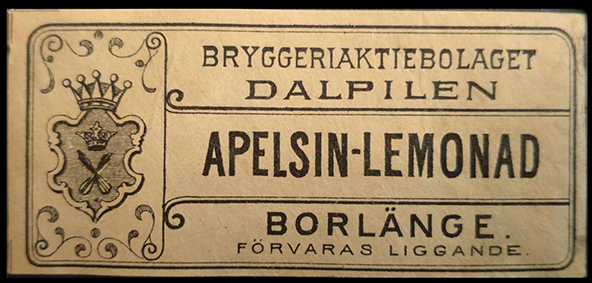 BRYGGERIAKTIEBOLAGET
DALPILEN
APELSIN-LEMONAD
BORLÄNGE.
FÖRVARAS LIGGANDE.